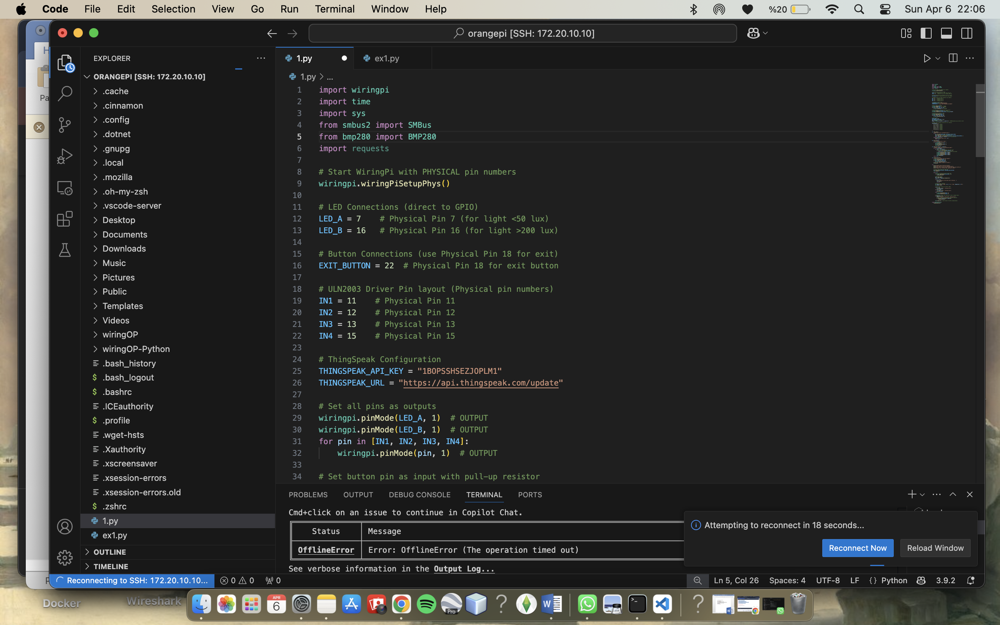 Code File Edit Selection View Go Run Terminal Window Help %20 Sun Apr 6 22:06
orangepi [SSH: 172.20.10.10]
EXPLORER
ORANGEPI [SSH: 172.20.10.10]
.cache
.cinnamon
.config
.dotnet
.gnupg
.local
.mozilla
.oh-my-zsh
.vscode-server
Desktop
Documents
Downloads
Music
Pictures
Public
Templates
Videos
wiringOP
wiringOP-Python
.bash_history
$ .bash_logout
$ .bashrc
.ICEauthority
$ .profile
.wget-hsts
.Xauthority
.xscreensaver
.xsession-errors
.xsession-errors.old
$ .zshrc
1.py
ex1.py
OUTLINE
TIMELINE
1.py ex1.py
1.py > ...
1 import wiringpi
2 import time
3 import sys
4 from smbus2 import SMBus
5 from bmp280 import BMP280
6 import requests
7
8 # Start WiringPi with PHYSICAL pin numbers
9 wiringpi.wiringPiSetupPhys()
10
11 # LED Connections (direct to GPIO)
12 LED_A = 7 # Physical Pin 7 (for light <50 lux)
13 LED_B = 16 # Physical Pin 16 (for light >200 lux)
14
15 # Button Connections (use Physical Pin 18 for exit)
16 EXIT_BUTTON = 22 # Physical Pin 18 for exit button
17
18 # ULN2003 Driver Pin layout (Physical pin numbers)
19 IN1 = 11 # Physical Pin 11
20 IN2 = 12 # Physical Pin 12
21 IN3 = 13 # Physical Pin 13
22 IN4 = 15 # Physical Pin 15
23
24 # ThingSpeak Configuration
25 THINGSPEAK_API_KEY = "1BOPSSHSEZJOPLM1"
26 THINGSPEAK_URL = "https://api.thingspeak.com/update"
27
28 # Set all pins as outputs
29 wiringpi.pinMode(LED_A, 1) # OUTPUT
30 wiringpi.pinMode(LED_B, 1) # OUTPUT
31 for pin in [IN1, IN2, IN3, IN4]:
32 wiringpi.pinMode(pin, 1) # OUTPUT
33
34 # Set button pin as input with pull-up resistor
PROBLEMS OUTPUT DEBUG CONSOLE TERMINAL PORTS
Cmd+click on an issue to continue in Copilot Chat.
Status Message
OfflineError Error: OfflineError (The operation timed out)
See verbose information in the Output Log...
Attempting to reconnect in 18 seconds...
Reconnect Now Reload Window
Reconnecting to SSH: 172.20.10.10... 0 0 0 Ln 5, Col 26 Spaces: 4 UTF-8 LF {} Python 3.9.2
Docker Wireshark
APR
6
Pro